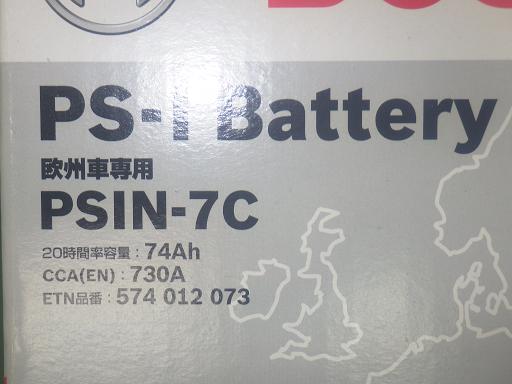 PS-I Battery
欧州車専用
PSIN-7C
20時間率容量 : 74Ah
CCA(EN) : 730A
ETN品番 : 574 012 073